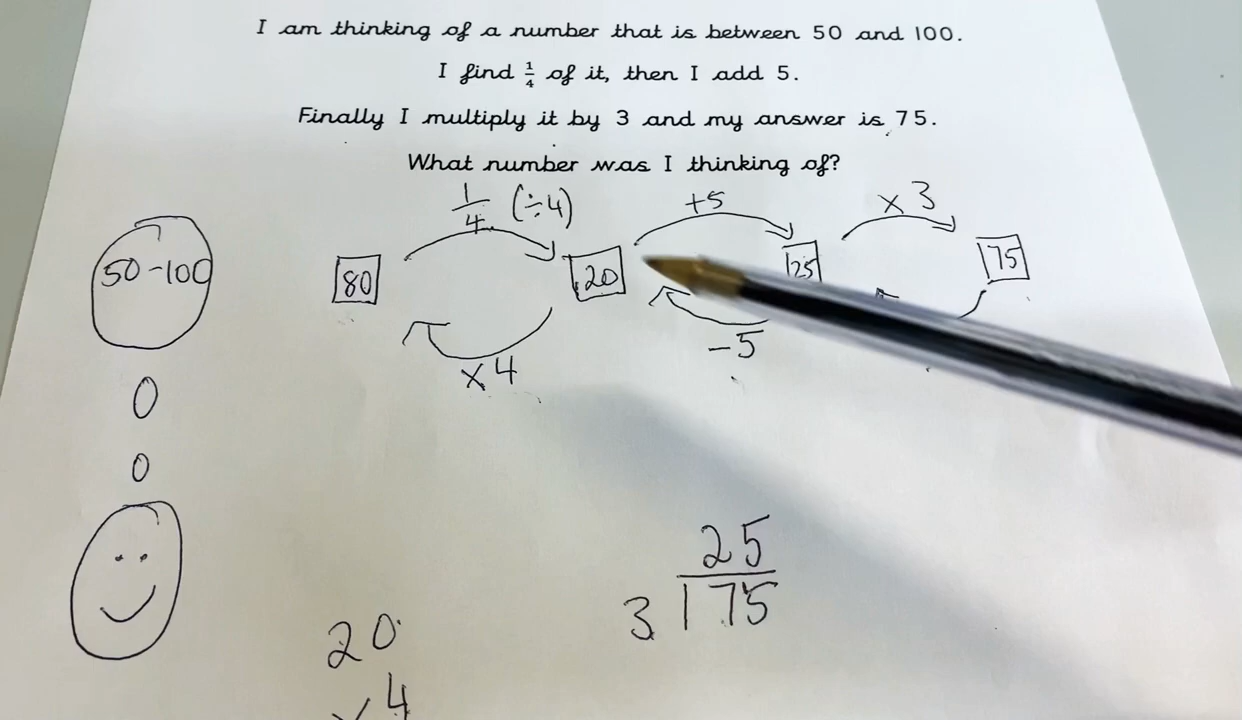 I am thinking of a number that is between 50 and 100.
I find 1/4 of it, then I add 5.
Finally I multiply it by 3 and my answer is 75.
What number was I thinking of?
1/4 (÷4) +5 ×3
50-100 80 20 25 75
×4 -5
25
3 175
20
×4